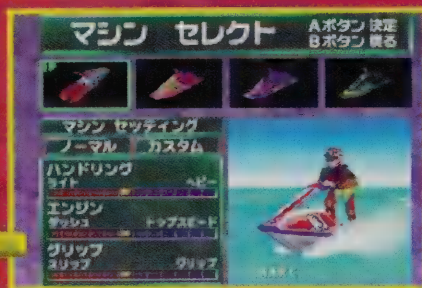 マシン セレクト
Aボタン 決定
Bボタン 戻る
マシン セッティング
ノーマル カスタム
ハンドリング
ライト ヘビー
エンジン
ダッシュ トップスピード
グリップ
スリップ グリップ